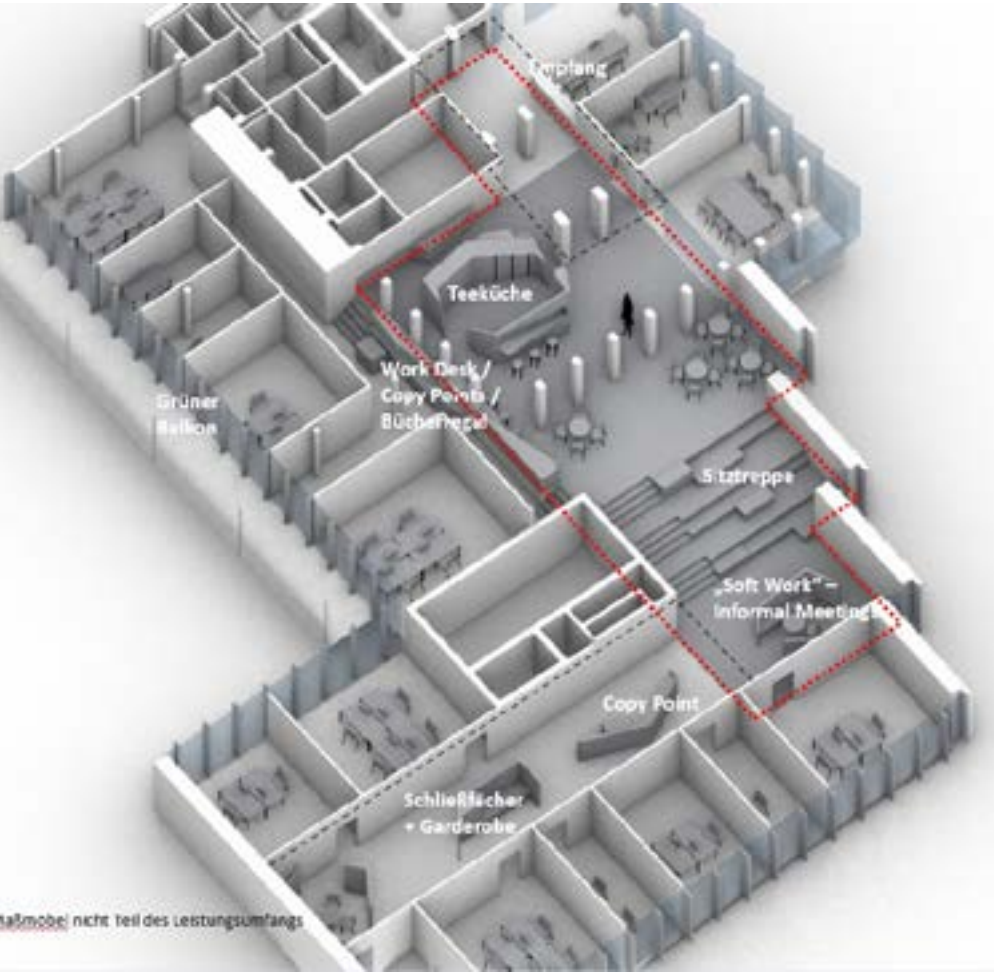 Empfang
Teeküche
Work Desk /
Copy Points /
Bücherregal
Grüner
Balkon
Sitztreppe
„Soft Work“ –
Informal Meetings
Copy Point
Schließfächer
+ Garderobe
Maßmöbel nicht Teil des Leistungsumfangs